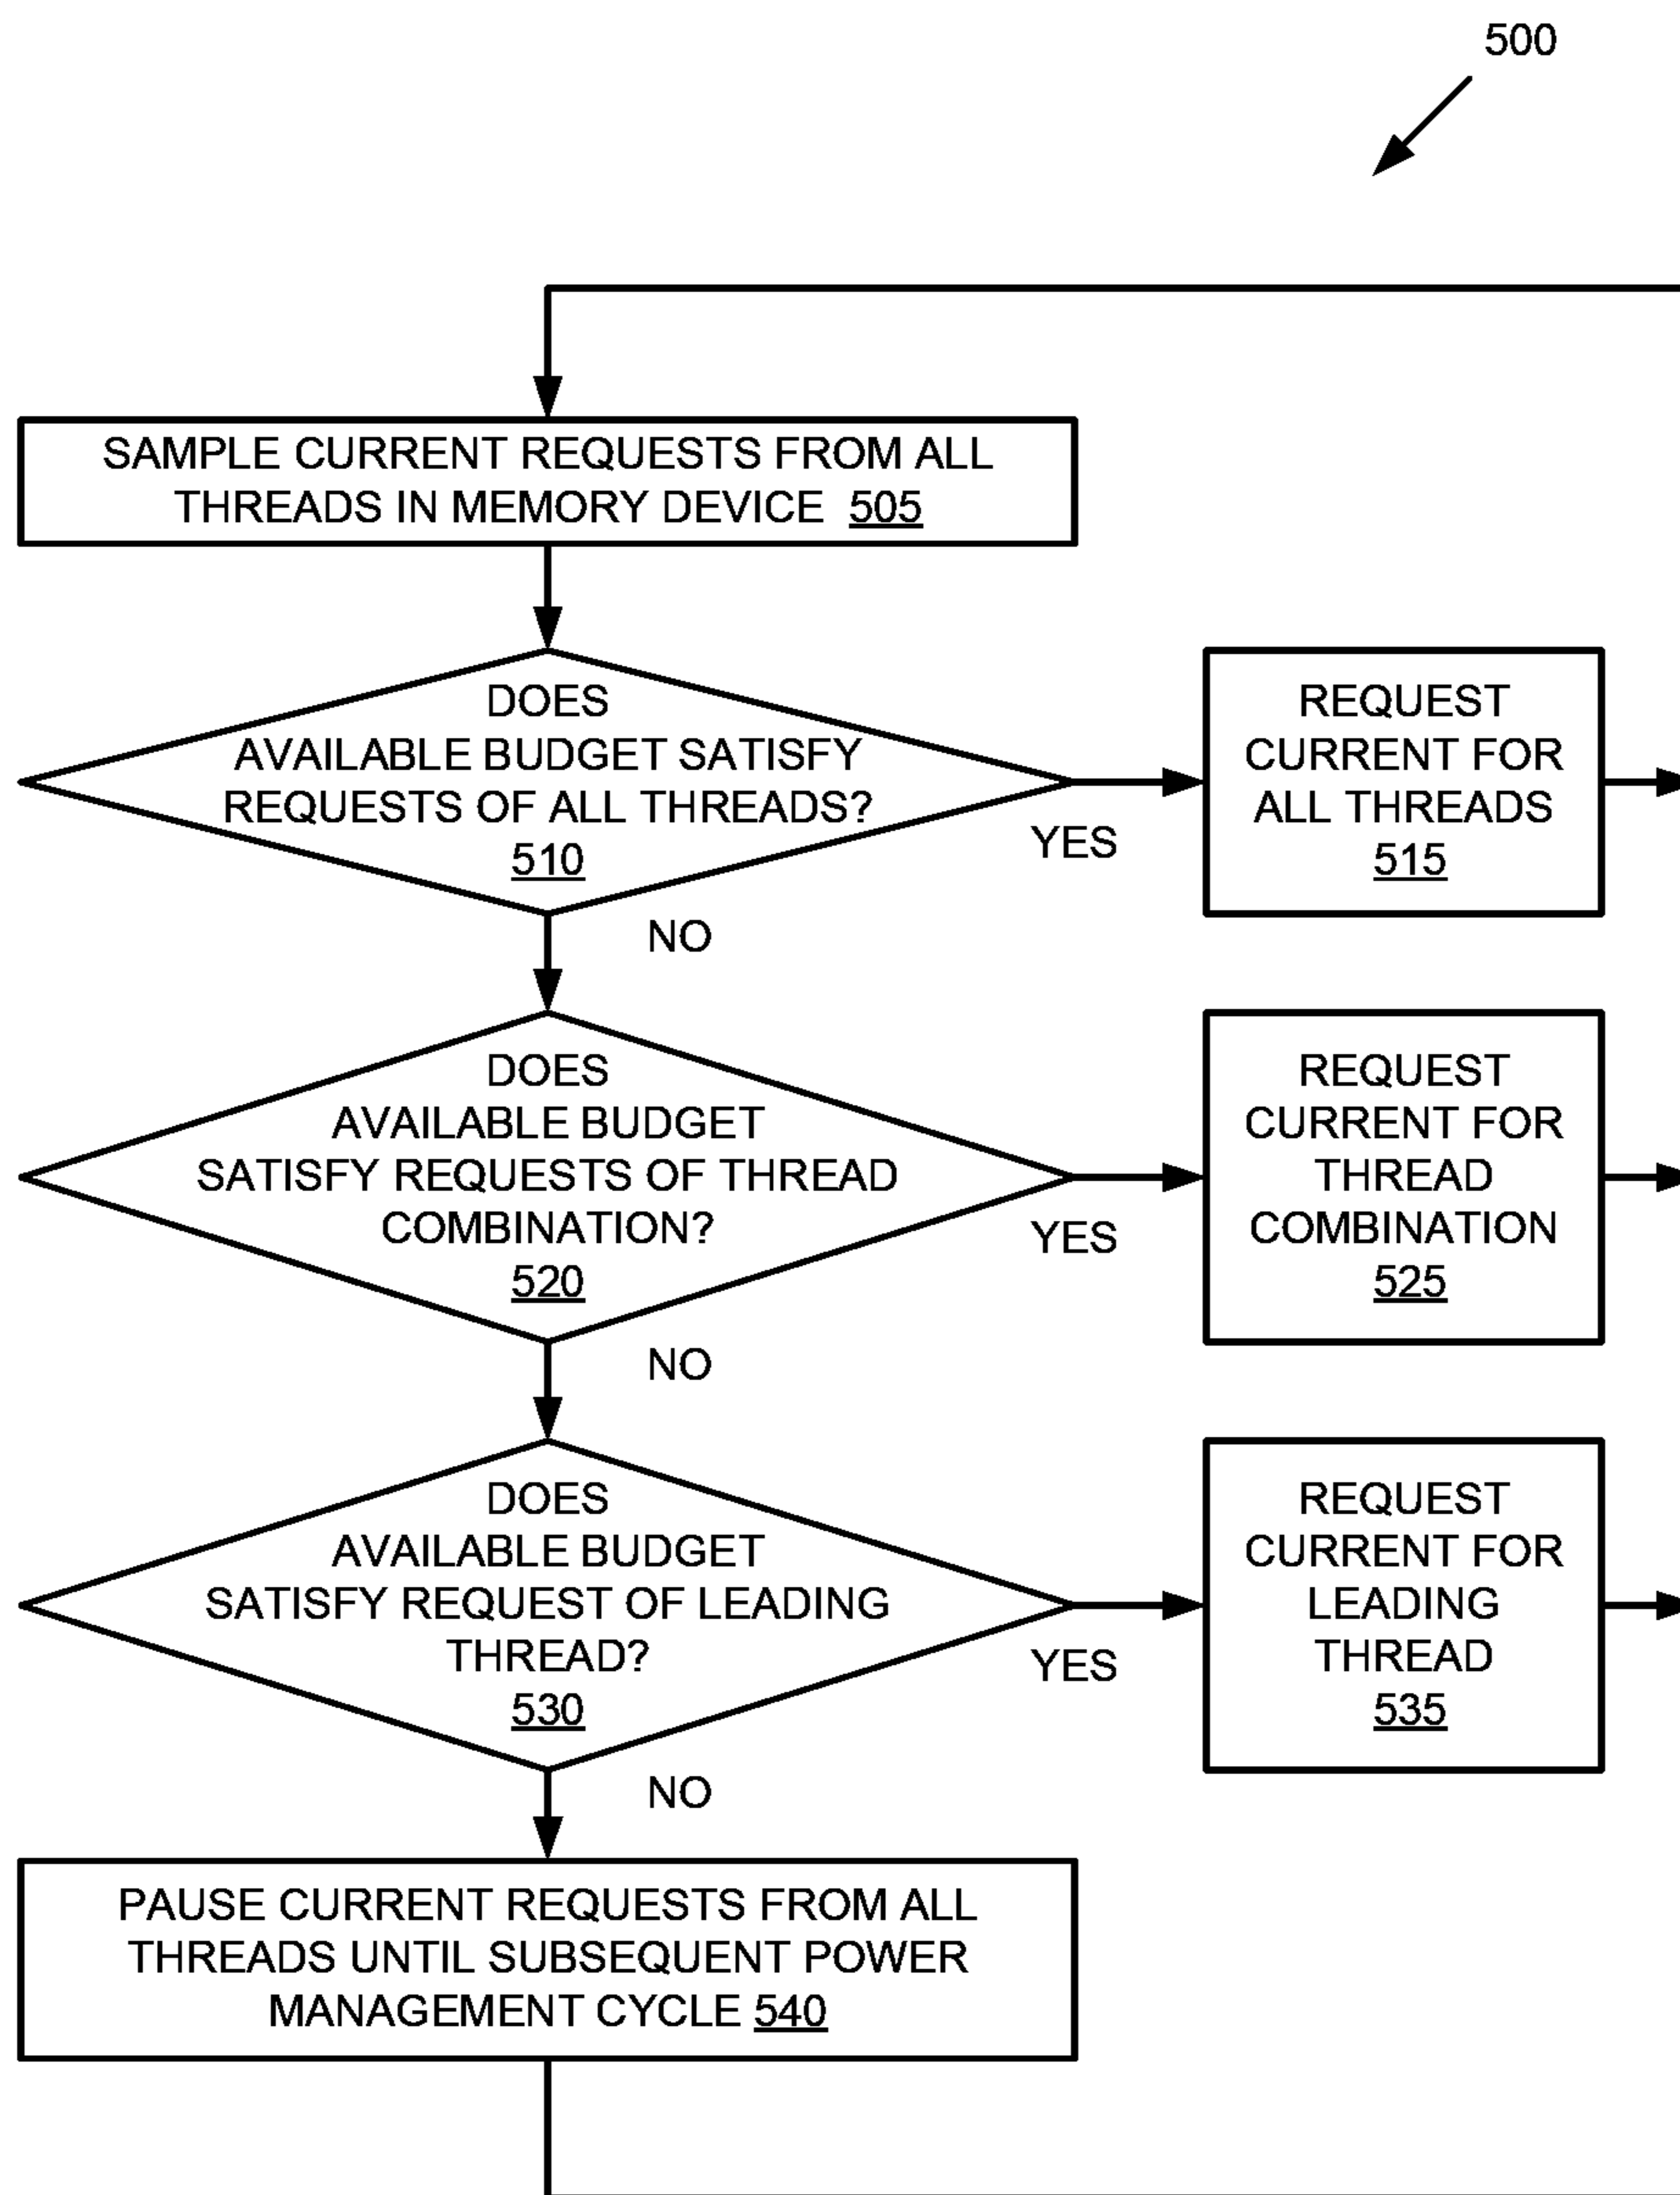 500
SAMPLE CURRENT REQUESTS FROM ALL
THREADS IN MEMORY DEVICE 505
DOES
AVAILABLE BUDGET SATISFY
REQUESTS OF ALL THREADS?
510
YES
NO
REQUEST
CURRENT FOR
ALL THREADS
515
DOES
AVAILABLE BUDGET
SATISFY REQUESTS OF THREAD
COMBINATION?
520
YES
NO
REQUEST
CURRENT FOR
THREAD
COMBINATION
525
DOES
AVAILABLE BUDGET
SATISFY REQUEST OF LEADING
THREAD?
530
YES
NO
REQUEST
CURRENT FOR
LEADING
THREAD
535
PAUSE CURRENT REQUESTS FROM ALL
THREADS UNTIL SUBSEQUENT POWER
MANAGEMENT CYCLE 540